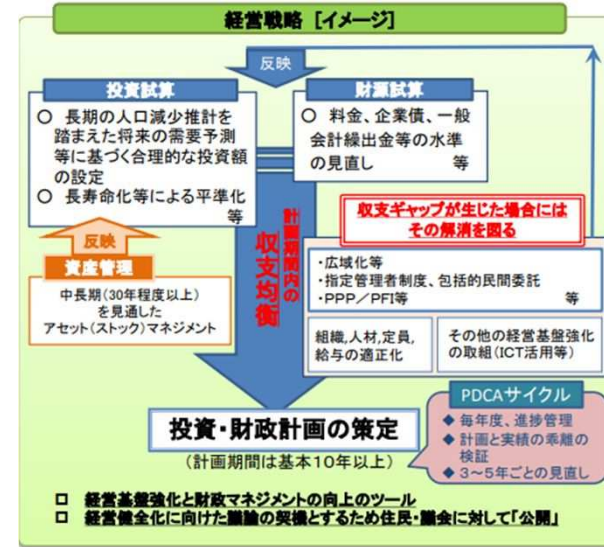 経営戦略 [イメージ]
反映
投資試算
○ 長期の人口減少推計を
踏まえた将来の需要予測
等に基づく合理的な投資額
の設定
○ 長寿命化等による平準化
等
財源試算
○ 料金、企業債、一般
会計繰出金等の水準
の見直し 等
反映
資産管理
中長期(30年程度以上)
を見通した
アセット(ストック)マネジメント
計画期間内の
収支均衡
収支ギャップが生じた場合には
その解消を図る
・広域化等
・指定管理者制度、包括的民間委託
・PPP/PFI等 等
組織,人材,定員,
給与の適正化
その他の経営基盤強化
の取組(ICT活用等)
投資・財政計画の策定
(計画期間は基本10年以上)
PDCAサイクル
◆ 毎年度、進捗管理
◆ 計画と実績の乖離の
検証
◆ 3~5年ごとの見直し
□ 経営基盤強化と財政マネジメントの向上のツール
□ 経営健全化に向けた議論の契機とするため住民・議会に対して「公開」